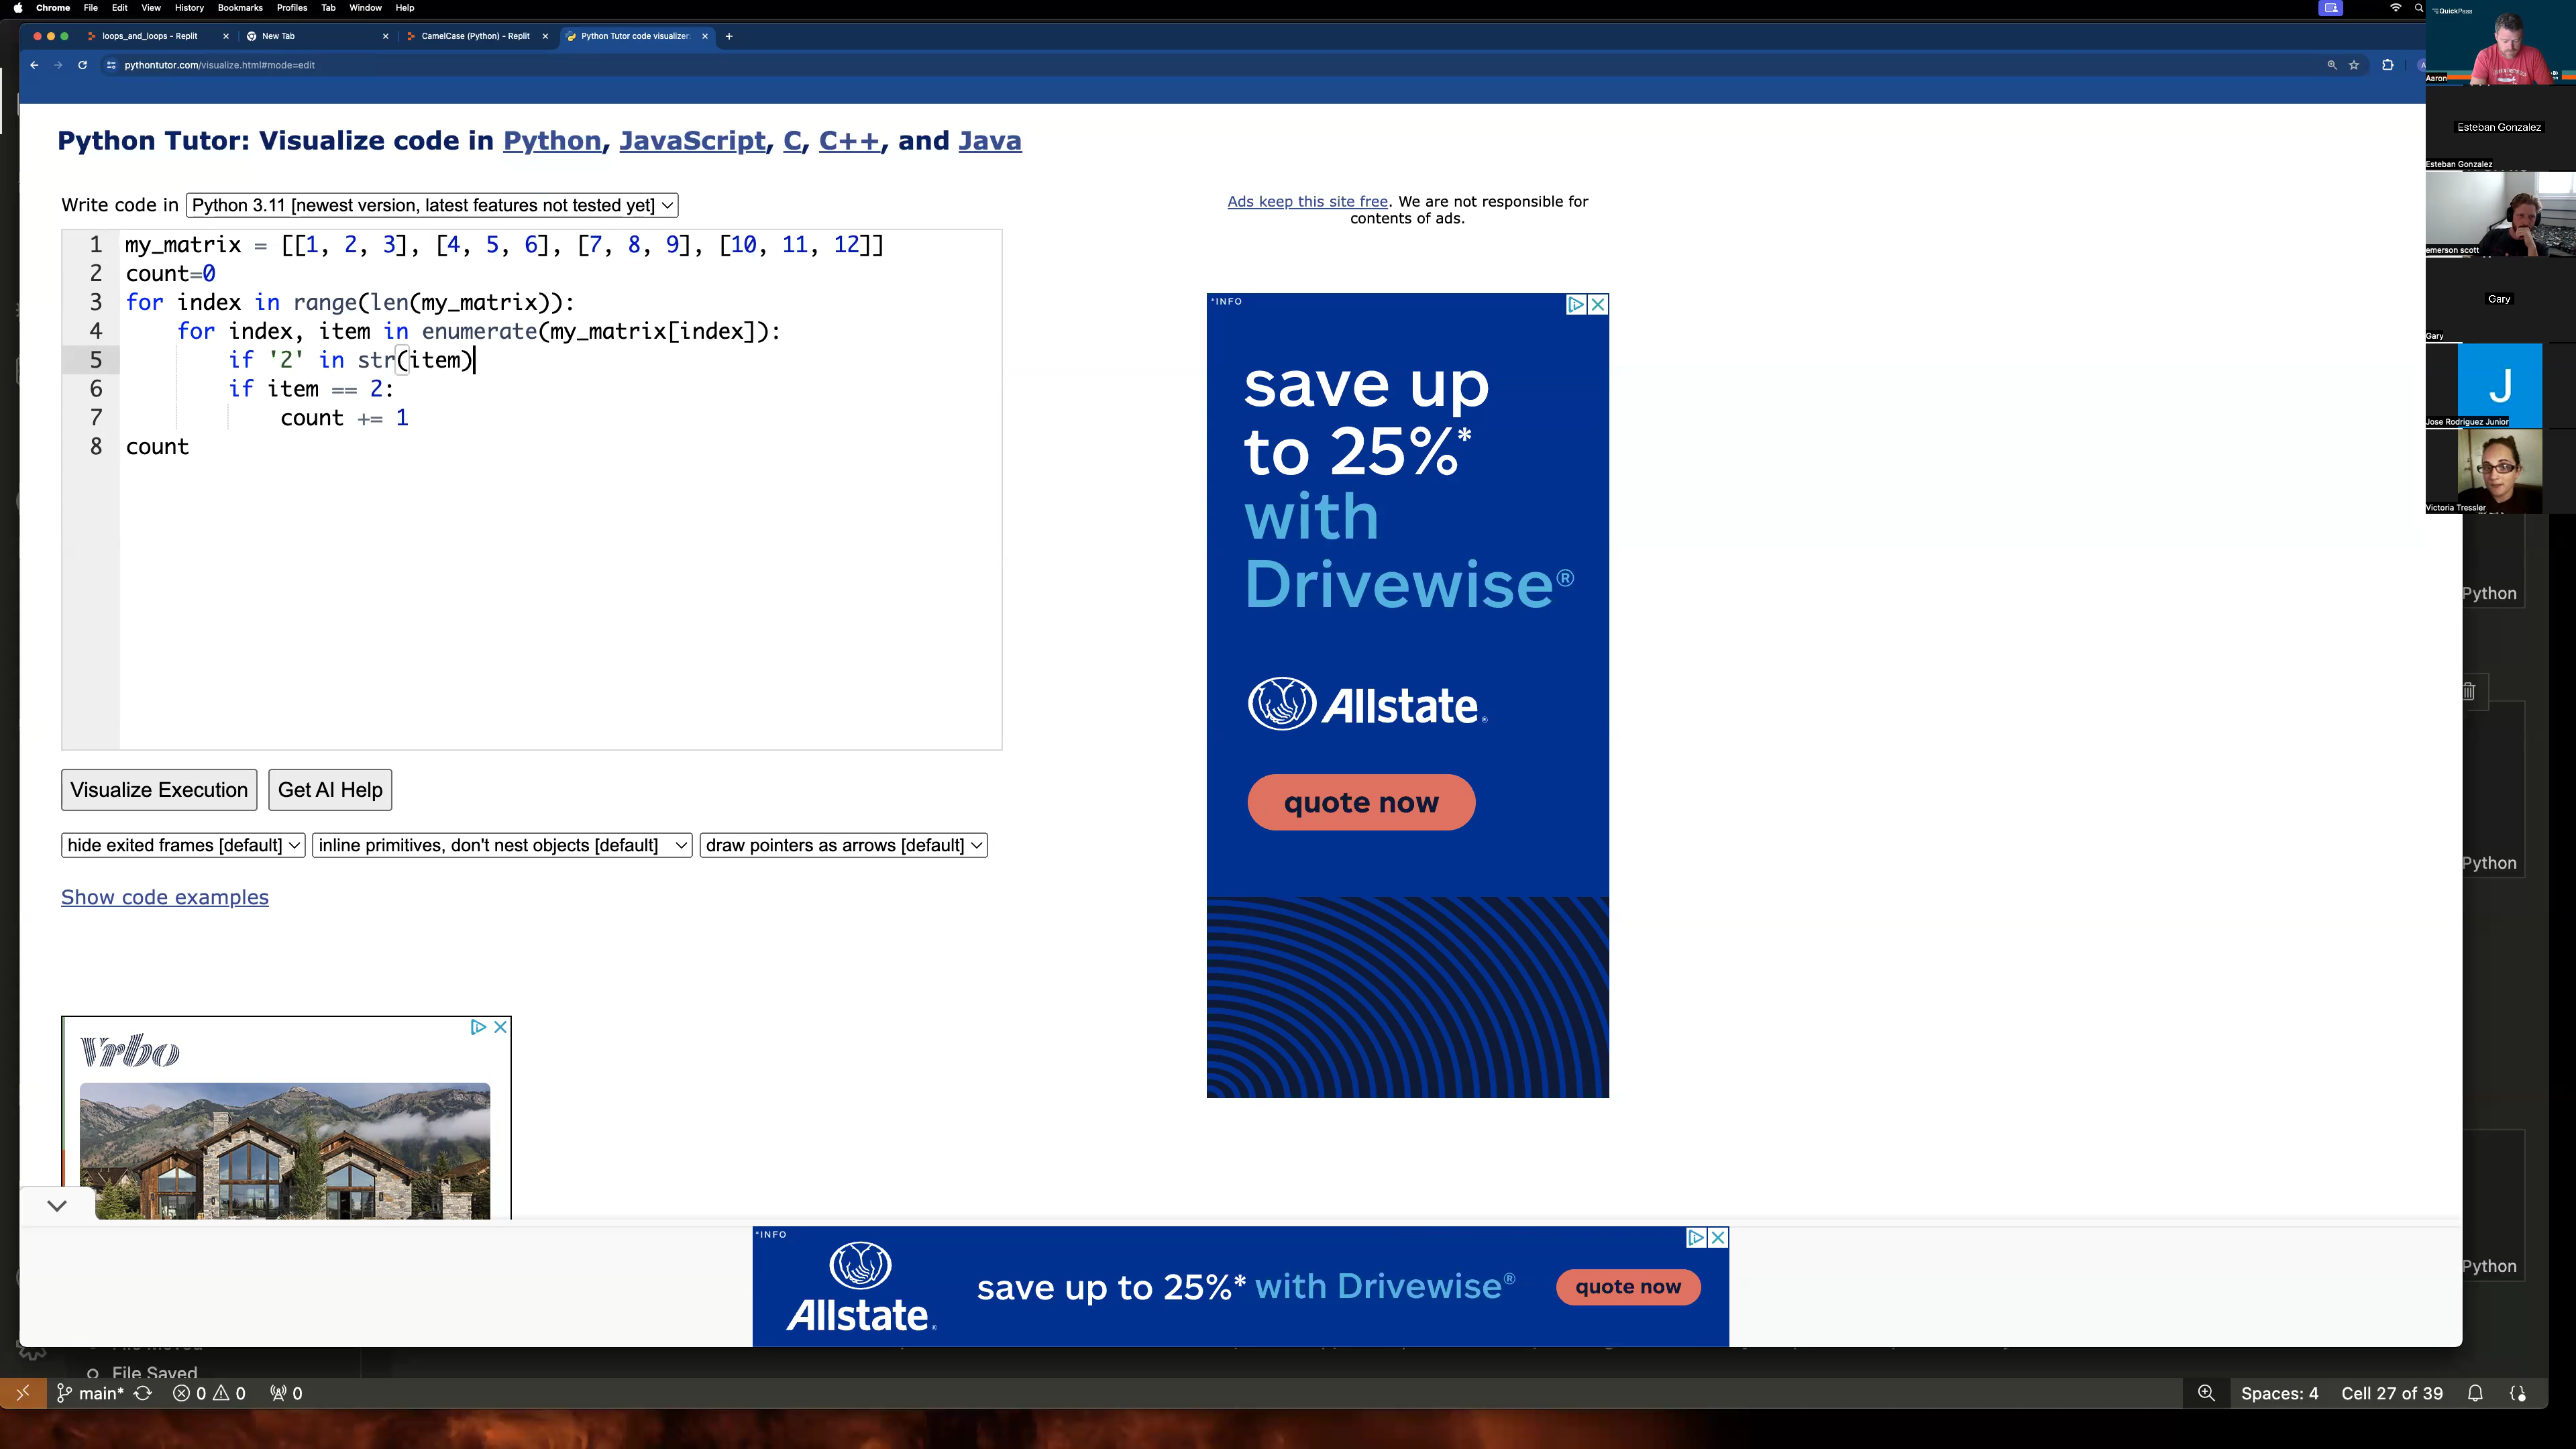 Chrome File Edit View History Bookmarks Profiles Tab Window Help
loops_and_loops - Replit
New Tab
CamelCase (Python) - Replit
Python Tutor code visualizer:
pythontutor.com/visualize.html#mode=edit
Python Tutor: Visualize code in Python, JavaScript, C, C++, and Java
Write code in Python 3.11 [newest version, latest features not tested yet]
1 my_matrix = [[1, 2, 3], [4, 5, 6], [7, 8, 9], [10, 11, 12]]
2 count=0
3 for index in range(len(my_matrix)):
4     for index, item in enumerate(my_matrix[index]):
5         if '2' in str(item)
6         if item == 2:
7             count += 1
8 count
Visualize Execution
Get AI Help
hide exited frames [default]
inline primitives, don't nest objects [default]
draw pointers as arrows [default]
Show code examples
Vrbo
Ads keep this site free. We are not responsible for
contents of ads.
*INFO
save up
to 25%*
with
Drivewise®
Allstate®
quote now
*INFO
Allstate®
save up to 25%* with Drivewise®
quote now
QuickPass
Aaron
Esteban Gonzalez
Esteban Gonzalez
emerson scott
Gary
Gary
J
Jose Rodriguez Junior
Victoria Tressler
Python
Python
Python
File Saved
main* 0 0 0
Spaces: 4 Cell 27 of 39